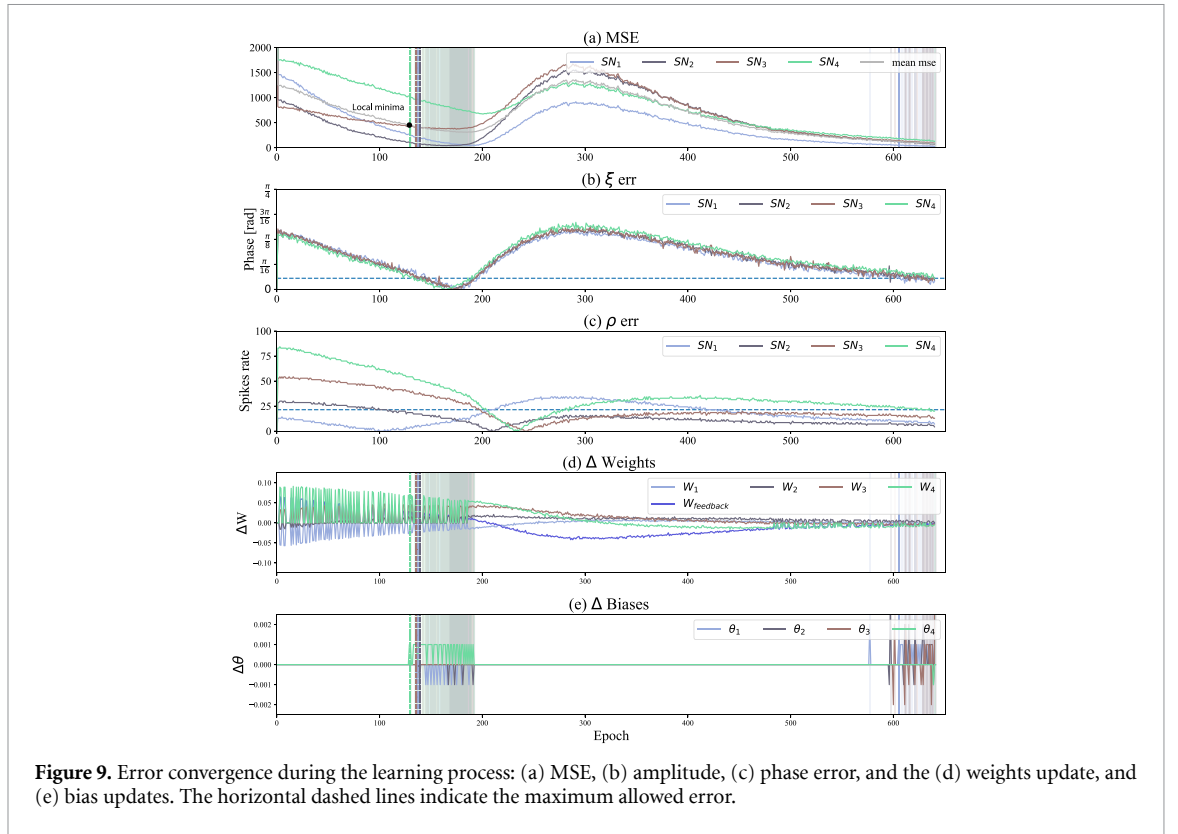 (a) MSE
2000
1500
1000
500
0
SN1 SN2 SN3 SN4 mean mse
Local minima
0 100 200 300 400 500 600
(b) ξ err
Phase [rad]
π/4
3π/16
π/8
π/16
0
SN1 SN2 SN3 SN4
0 100 200 300 400 500 600
(c) ρ err
Spikes rate
100
75
50
25
0
SN1 SN2 SN3 SN4
0 100 200 300 400 500 600
(d) Δ Weights
ΔW
0.10
0.05
0.00
−0.05
−0.10
W1 W2 W3 W4
Wfeedback
0 100 200 300 400 500 600
(e) Δ Biases
Δθ
0.002
0.001
0.000
−0.001
−0.002
θ1 θ2 θ3 θ4
0 100 200 300 400 500 600
Epoch
Figure 9. Error convergence during the learning process: (a) MSE, (b) amplitude, (c) phase error, and the (d) weights update, and
(e) bias updates. The horizontal dashed lines indicate the maximum allowed error.